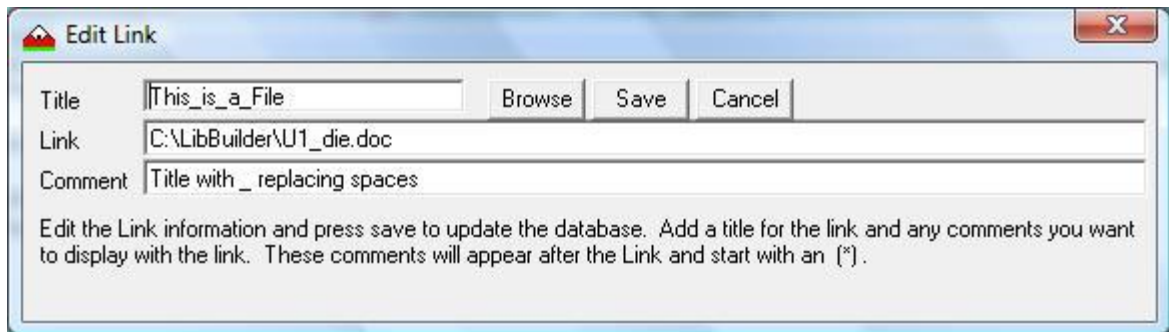 Edit Link
Title This_is_a_File Browse Save Cancel
Link C:\LibBuilder\U1_die.doc
Comment Title with _ replacing spaces
Edit the Link information and press save to update the database. Add a title for the link and any comments you want
to display with the link. These comments will appear after the Link and start with an (*) .